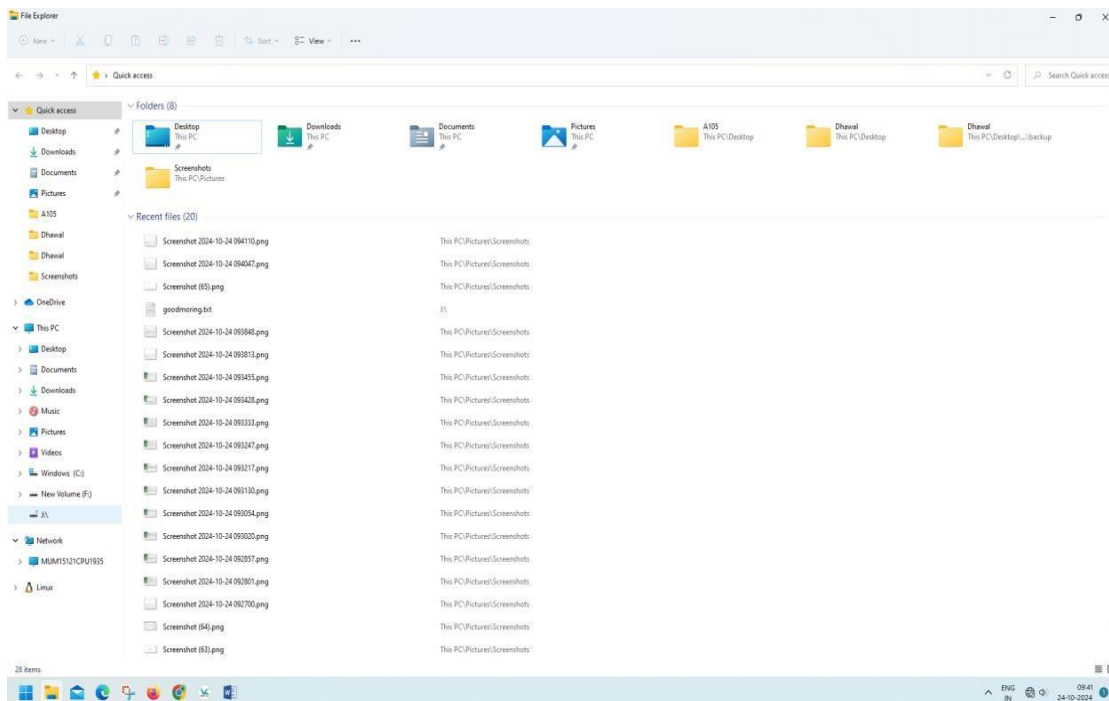 File Explorer
New
Sort
View
Quick access
Search Quick access
Quick access
Desktop
Downloads
Documents
Pictures
A105
Dhawal
Dhawal
Screenshots
OneDrive
This PC
Desktop
Documents
Downloads
Music
Pictures
Videos
Windows (C:)
New Volume (F:)
Network
MUM15121CPU1935
Linux
Folders (8)
Desktop
This PC
Downloads
This PC
Documents
This PC
Pictures
This PC
A105
This PC\Desktop
Dhawal
This PC\Desktop
Dhawal
This PC\Desktop\...\backup
Screenshots
This PC\Pictures
Recent files (20)
Screenshot 2024-10-24 094110.png This PC\Pictures\Screenshots
Screenshot 2024-10-24 094047.png This PC\Pictures\Screenshots
Screenshot (65).png This PC\Pictures\Screenshots
goodmoring.txt
Screenshot 2024-10-24 093848.png This PC\Pictures\Screenshots
Screenshot 2024-10-24 093813.png This PC\Pictures\Screenshots
Screenshot 2024-10-24 093455.png This PC\Pictures\Screenshots
Screenshot 2024-10-24 093428.png This PC\Pictures\Screenshots
Screenshot 2024-10-24 093333.png This PC\Pictures\Screenshots
Screenshot 2024-10-24 093247.png This PC\Pictures\Screenshots
Screenshot 2024-10-24 093217.png This PC\Pictures\Screenshots
Screenshot 2024-10-24 093130.png This PC\Pictures\Screenshots
Screenshot 2024-10-24 093054.png This PC\Pictures\Screenshots
Screenshot 2024-10-24 093020.png This PC\Pictures\Screenshots
Screenshot 2024-10-24 092857.png This PC\Pictures\Screenshots
Screenshot 2024-10-24 092801.png This PC\Pictures\Screenshots
Screenshot 2024-10-24 092700.png This PC\Pictures\Screenshots
Screenshot (64).png This PC\Pictures\Screenshots
Screenshot (63).png This PC\Pictures\Screenshots
28 items
ENG
IN
09:41
24-10-2024